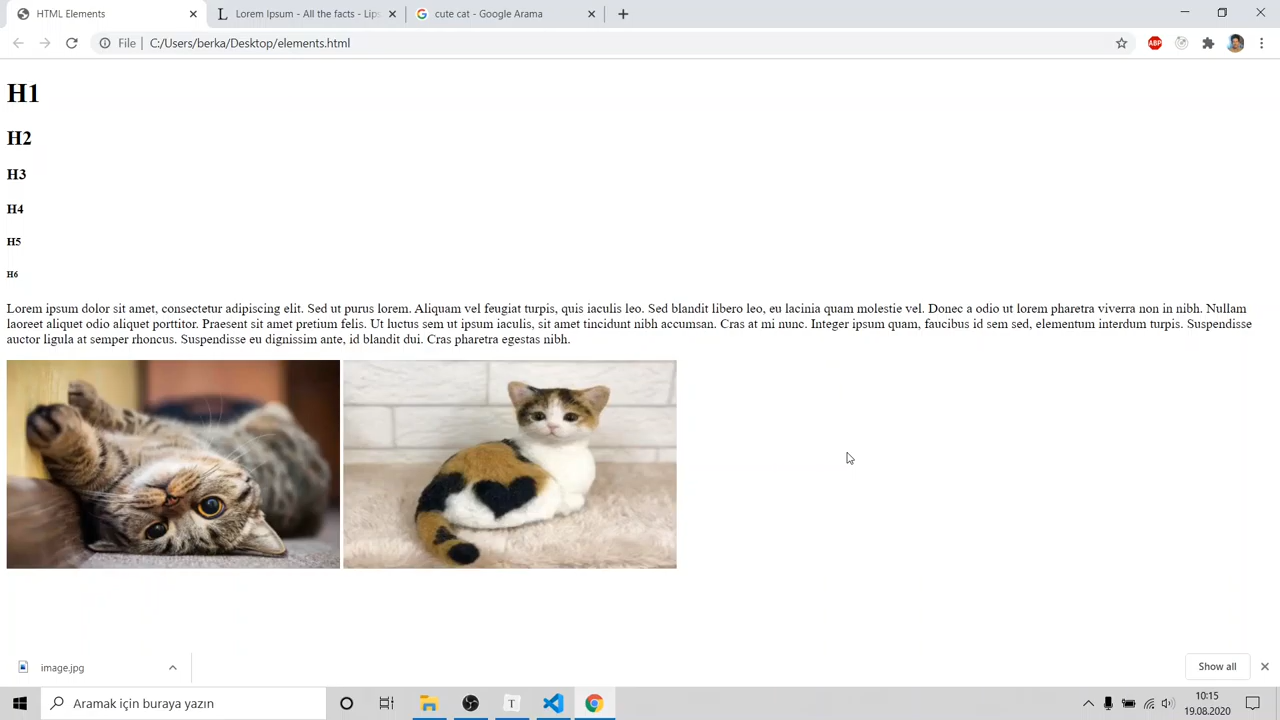 HTML Elements
Lorem Ipsum - All the facts - Lips
cute cat - Google Arama
File
C:/Users/berka/Desktop/elements.html
ABP
H1
H2
H3
H4
H5
H6
Lorem ipsum dolor sit amet, consectetur adipiscing elit. Sed ut purus lorem. Aliquam vel feugiat turpis, quis iaculis leo. Sed blandit libero leo, eu lacinia quam molestie vel. Donec a odio ut lorem pharetra viverra non in nibh. Nullam
laoreet aliquet odio aliquet porttitor. Praesent sit amet pretium felis. Ut luctus sem ut ipsum iaculis, sit amet tincidunt nibh accumsan. Cras at mi nunc. Integer ipsum quam, faucibus id sem sed, elementum interdum turpis. Suspendisse
auctor ligula at semper rhoncus. Suspendisse eu dignissim ante, id blandit dui. Cras pharetra egestas nibh.
image.jpg
Show all
Aramak için buraya yazın
T
10:15
19.08.2020